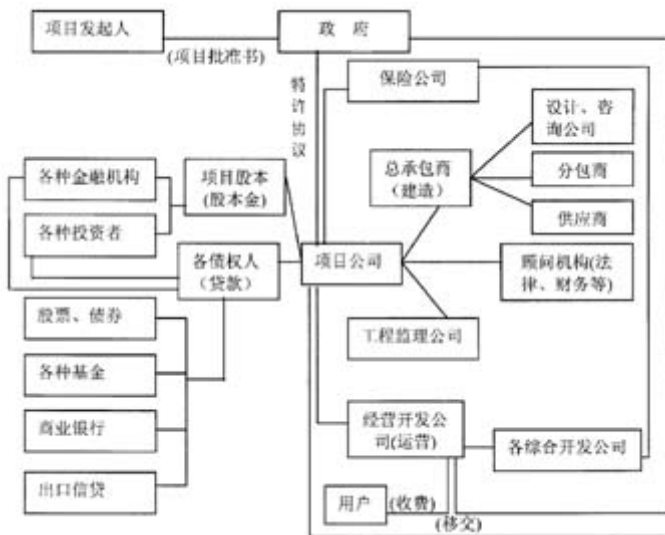 项目发起人
政 府
(项目批准书)
特许协议
保险公司
设计、咨
询公司
总承包商
(建造)
分包商
供应商
各种金融机构
项目股本
(股本金)
各种投资者
各债权人
(贷款)
项目公司
顾问机构(法
律、财务等)
股票、债券
工程监理公司
各种基金
商业银行
经营开发公
司(运营)
各综合开发公司
出口信贷
用户
(收费)
(移交)